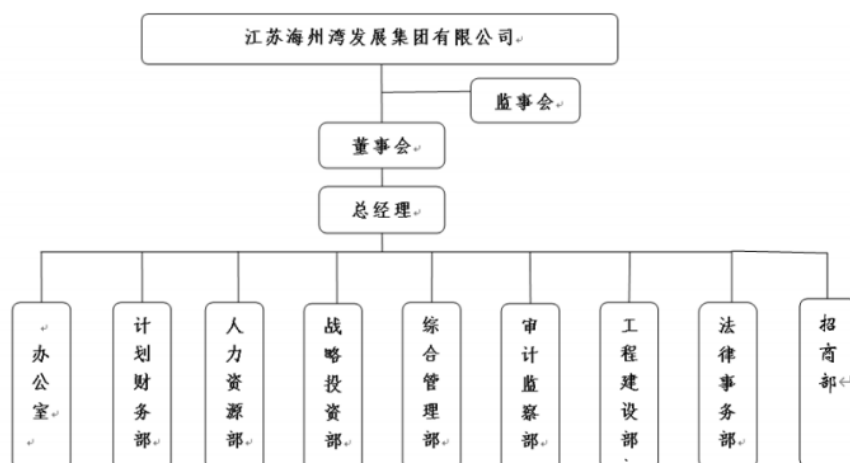 江苏海州湾发展集团有限公司
监事会
董事会
总经理
办公室
计划财务部
人力资源部
战略投资部
综合管理部
审计监察部
工程建设部
法律事务部
招商部